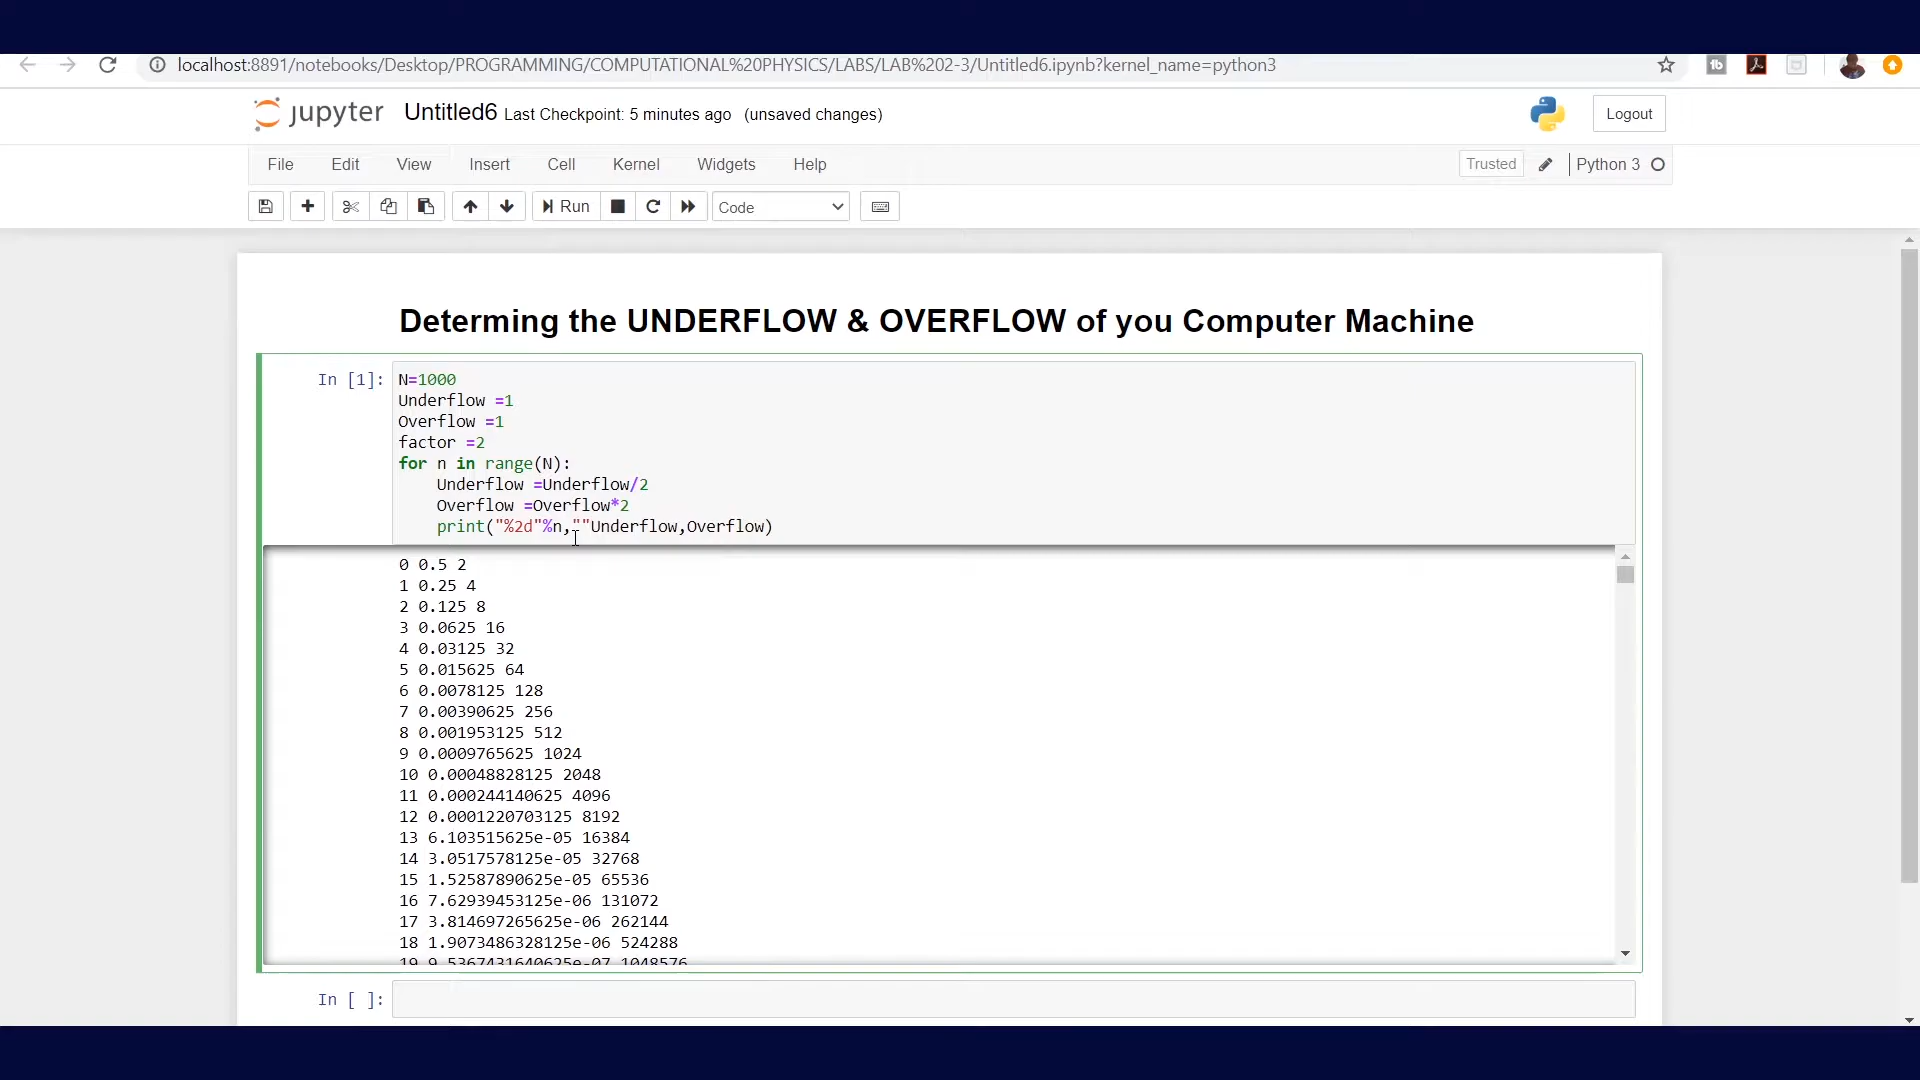 localhost:8891/notebooks/Desktop/PROGRAMMING/COMPUTATIONAL%20PHYSICS/LABS/LAB%202-3/Untitled6.ipynb?kernel_name=python3
jupyter Untitled6 Last Checkpoint: 5 minutes ago (unsaved changes) Logout
File Edit View Insert Cell Kernel Widgets Help Trusted Python 3
Run Code
Determing the UNDERFLOW & OVERFLOW of you Computer Machine
In [1]: N=1000
Underflow =1
Overflow =1
factor =2
for n in range(N):
    Underflow =Underflow/2
    Overflow =Overflow*2
    print("%2d"%n,""Underflow,Overflow)
0 0.5 2
1 0.25 4
2 0.125 8
3 0.0625 16
4 0.03125 32
5 0.015625 64
6 0.0078125 128
7 0.00390625 256
8 0.001953125 512
9 0.0009765625 1024
10 0.00048828125 2048
11 0.000244140625 4096
12 0.0001220703125 8192
13 6.103515625e-05 16384
14 3.0517578125e-05 32768
15 1.52587890625e-05 65536
16 7.62939453125e-06 131072
17 3.814697265625e-06 262144
18 1.9073486328125e-06 524288
19 9.5367431640625e-07 1048576
In [ ]: